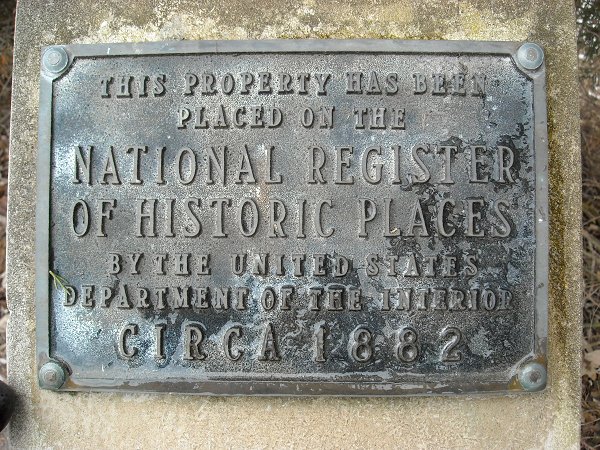 THIS PROPERTY HAS BEEN
PLACED ON THE
NATIONAL REGISTER
OF HISTORIC PLACES
BY THE UNITED STATES
DEPARTMENT OF THE INTERIOR
CIRCA 1882